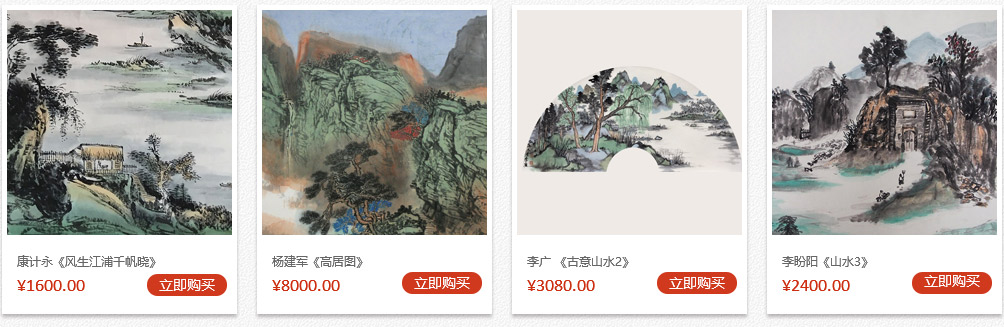 康计永《风生江浦千帆晓》
¥1600.00 立即购买
杨建军《高居图》
¥8000.00 立即购买
李广 《古意山水2》
¥3080.00 立即购买
李盼阳《山水3》
¥2400.00 立即购买